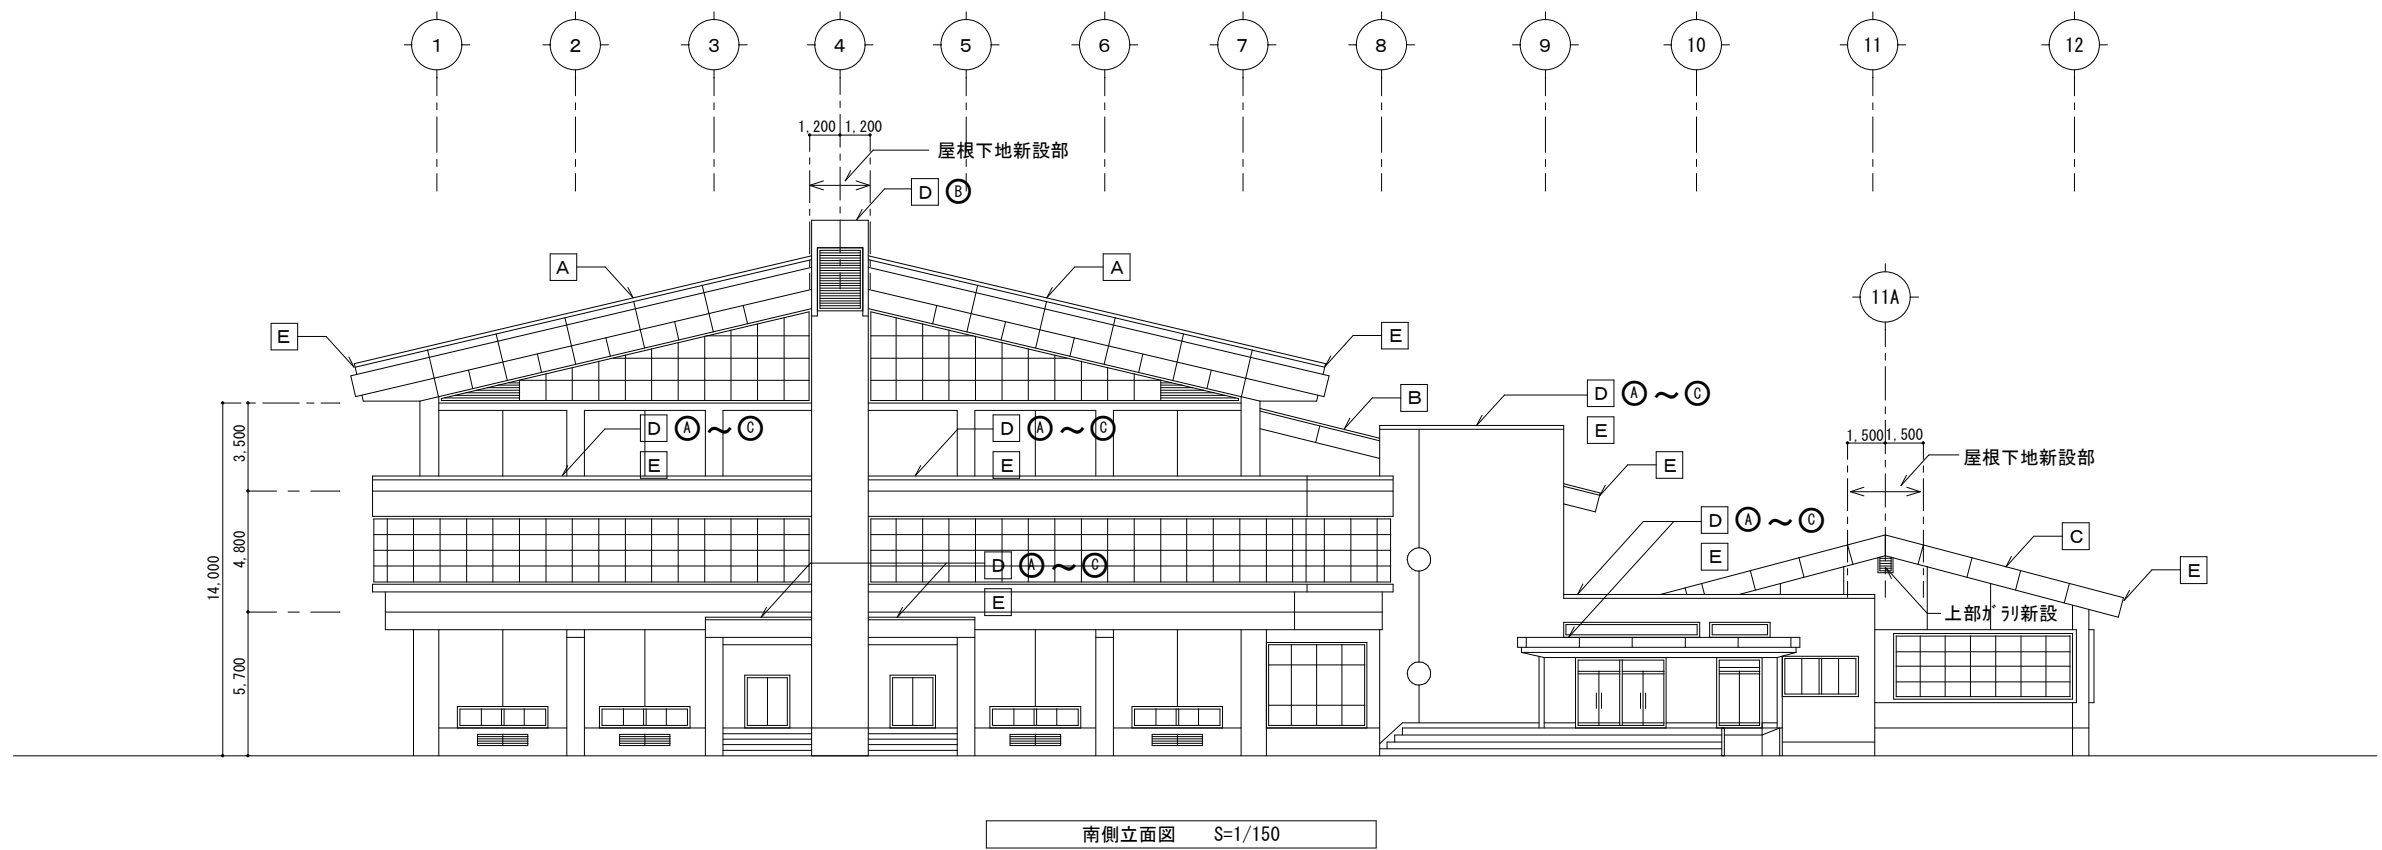 1 2 3 4 5 6 7 8 9 10 11 12
1,200 1,200
屋根下地新設部
D B
A
A
11A
E
E
D A ～ C
E
B
D A ～ C
E
D A ～ C
E
1,500 1,500
屋根下地新設部
E
D A ～ C
E
C
E
D A ～ C
E
上部ｶﾞﾗﾘ新設
3,500
4,800
14,000
5,700
南側立面図 S=1/150